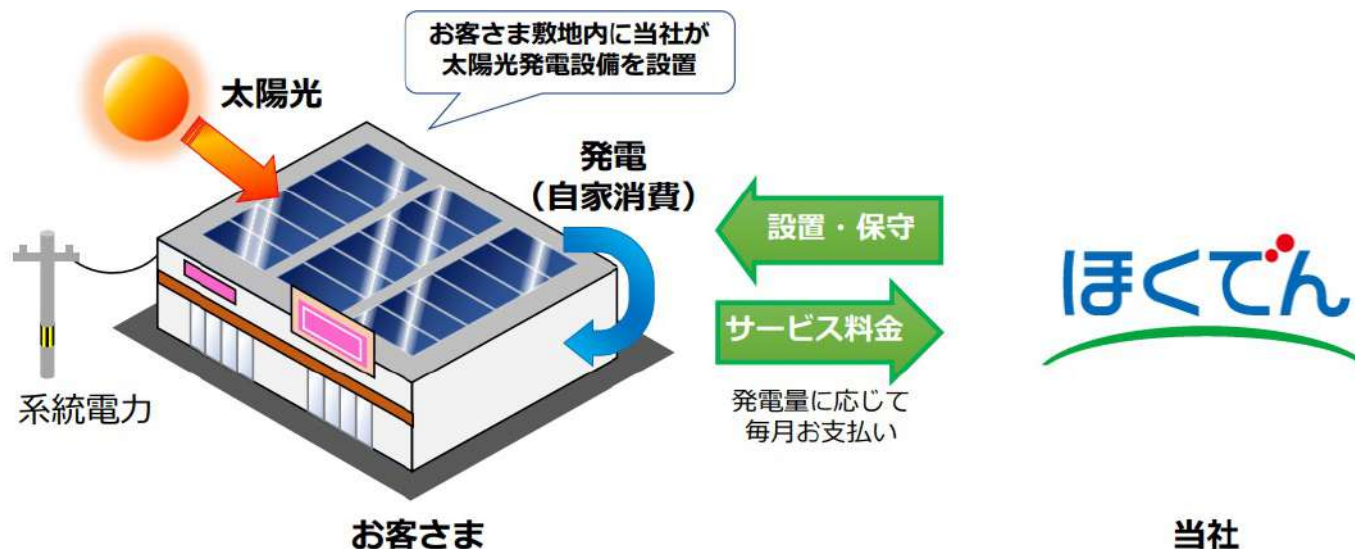 お客さま敷地内に当社が
太陽光発電設備を設置
太陽光
発電
（自家消費）
設置・保守
ほくでん
サービス料金
発電量に応じて
毎月お支払い
系統電力
お客さま
当社